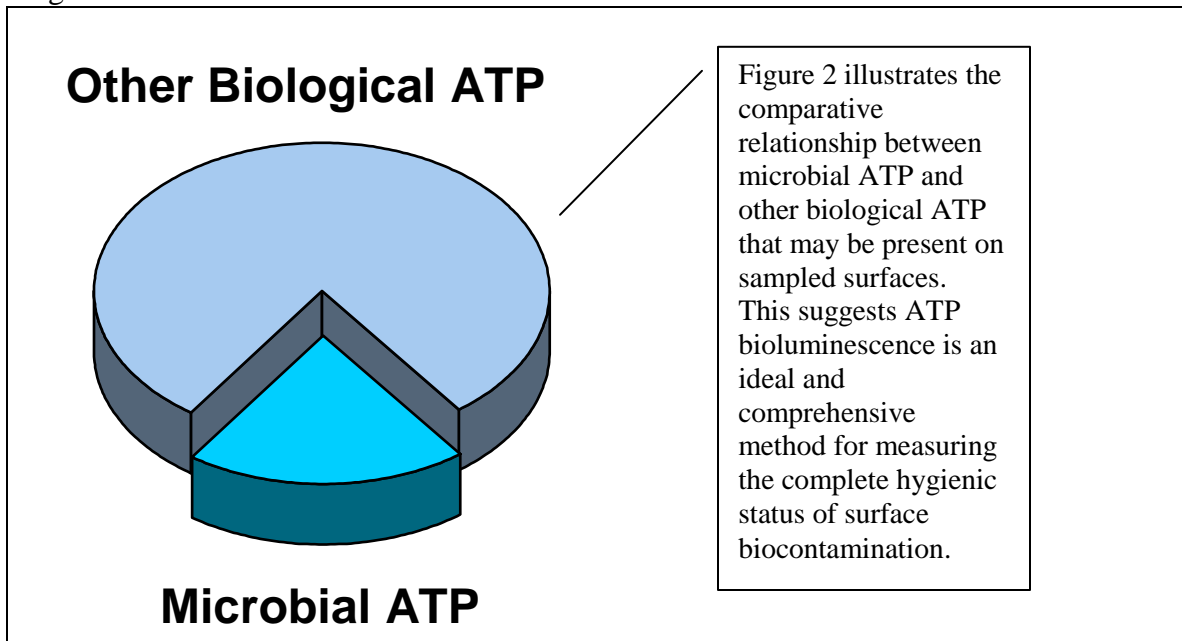 Other Biological ATP
Figure 2 illustrates the
comparative
relationship between
microbial ATP and
other biological ATP
that may be present on
sampled surfaces.
This suggests ATP
bioluminescence is an
ideal and
comprehensive
method for measuring
the complete hygienic
status of surface
biocontamination.
Microbial ATP